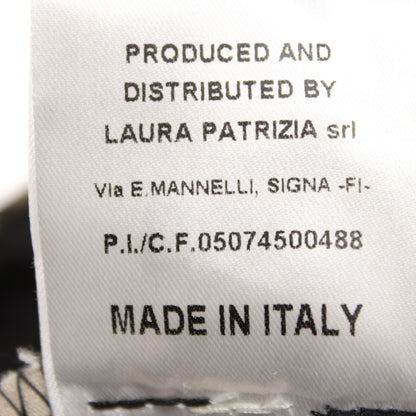 PRODUCED AND
DISTRIBUTED BY
LAURA PATRIZIA srl
Via E.MANNELLI, SIGNA -FI-
P.I./C.F.05074500488
MADE IN ITALY